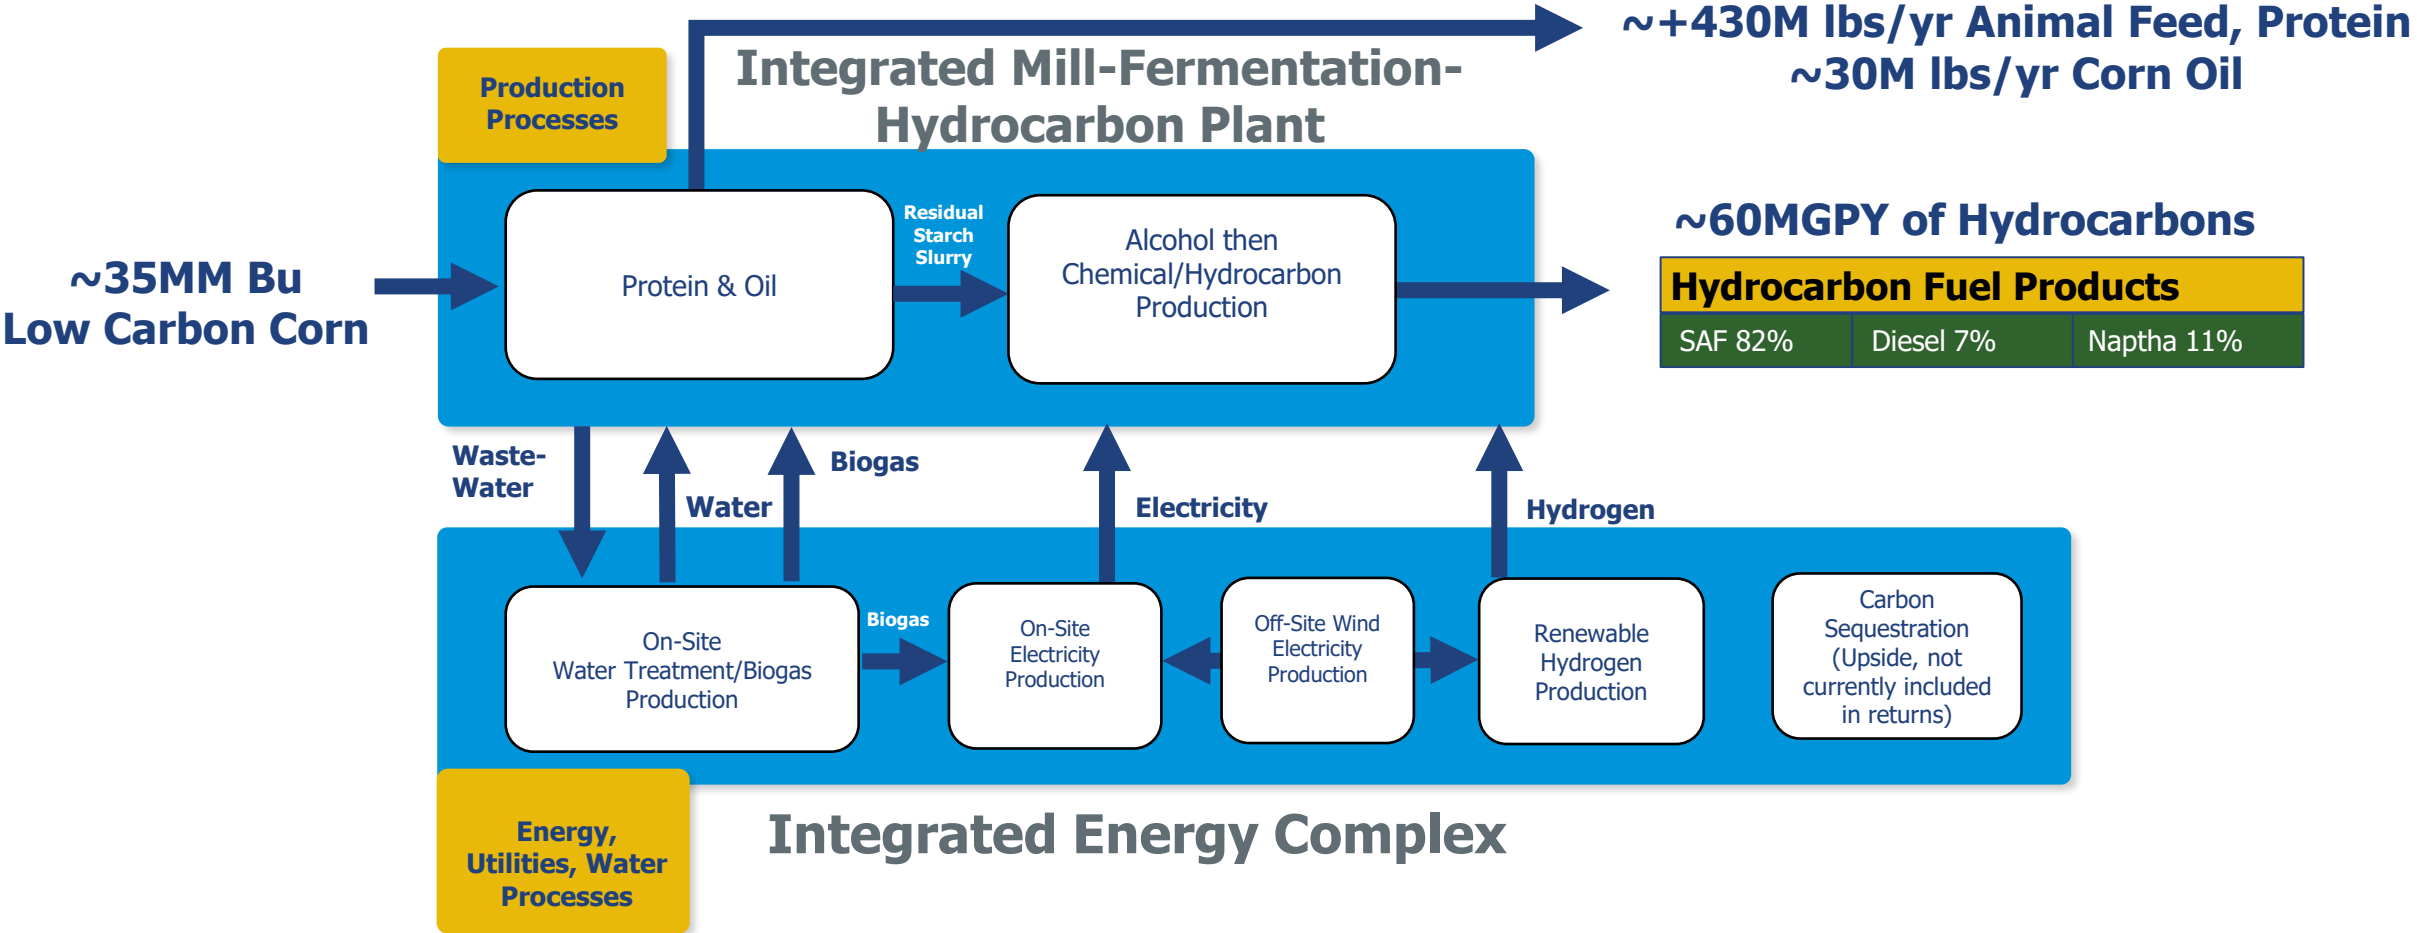 ~+430M lbs/yr Animal Feed, Protein
~30M lbs/yr Corn Oil
Production
Processes
Integrated Mill-Fermentation-
Hydrocarbon Plant
~35MM Bu
Low Carbon Corn
Protein & Oil
Residual
Starch
Slurry
Alcohol then
Chemical/Hydrocarbon
Production
~60MGPY of Hydrocarbons
Hydrocarbon Fuel Products
SAF 82%
Diesel 7%
Naptha 11%
Waste-
Water
Water
Biogas
Electricity
Hydrogen
On-Site
Water Treatment/Biogas
Production
Biogas
On-Site
Electricity
Production
Off-Site Wind
Electricity
Production
Renewable
Hydrogen
Production
Carbon
Sequestration
(Upside, not
currently included
in returns)
Energy,
Utilities, Water
Processes
Integrated Energy Complex